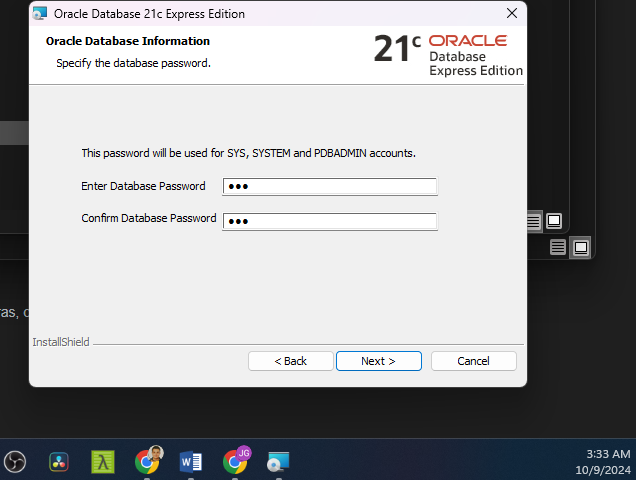 Oracle Database 21c Express Edition
Oracle Database Information
Specify the database password.
21c ORACLE
Database
Express Edition
This password will be used for SYS, SYSTEM and PDBADMIN accounts.
Enter Database Password
Confirm Database Password
InstallShield
< Back
Next >
Cancel
JG
W
3:33 AM
10/9/2024